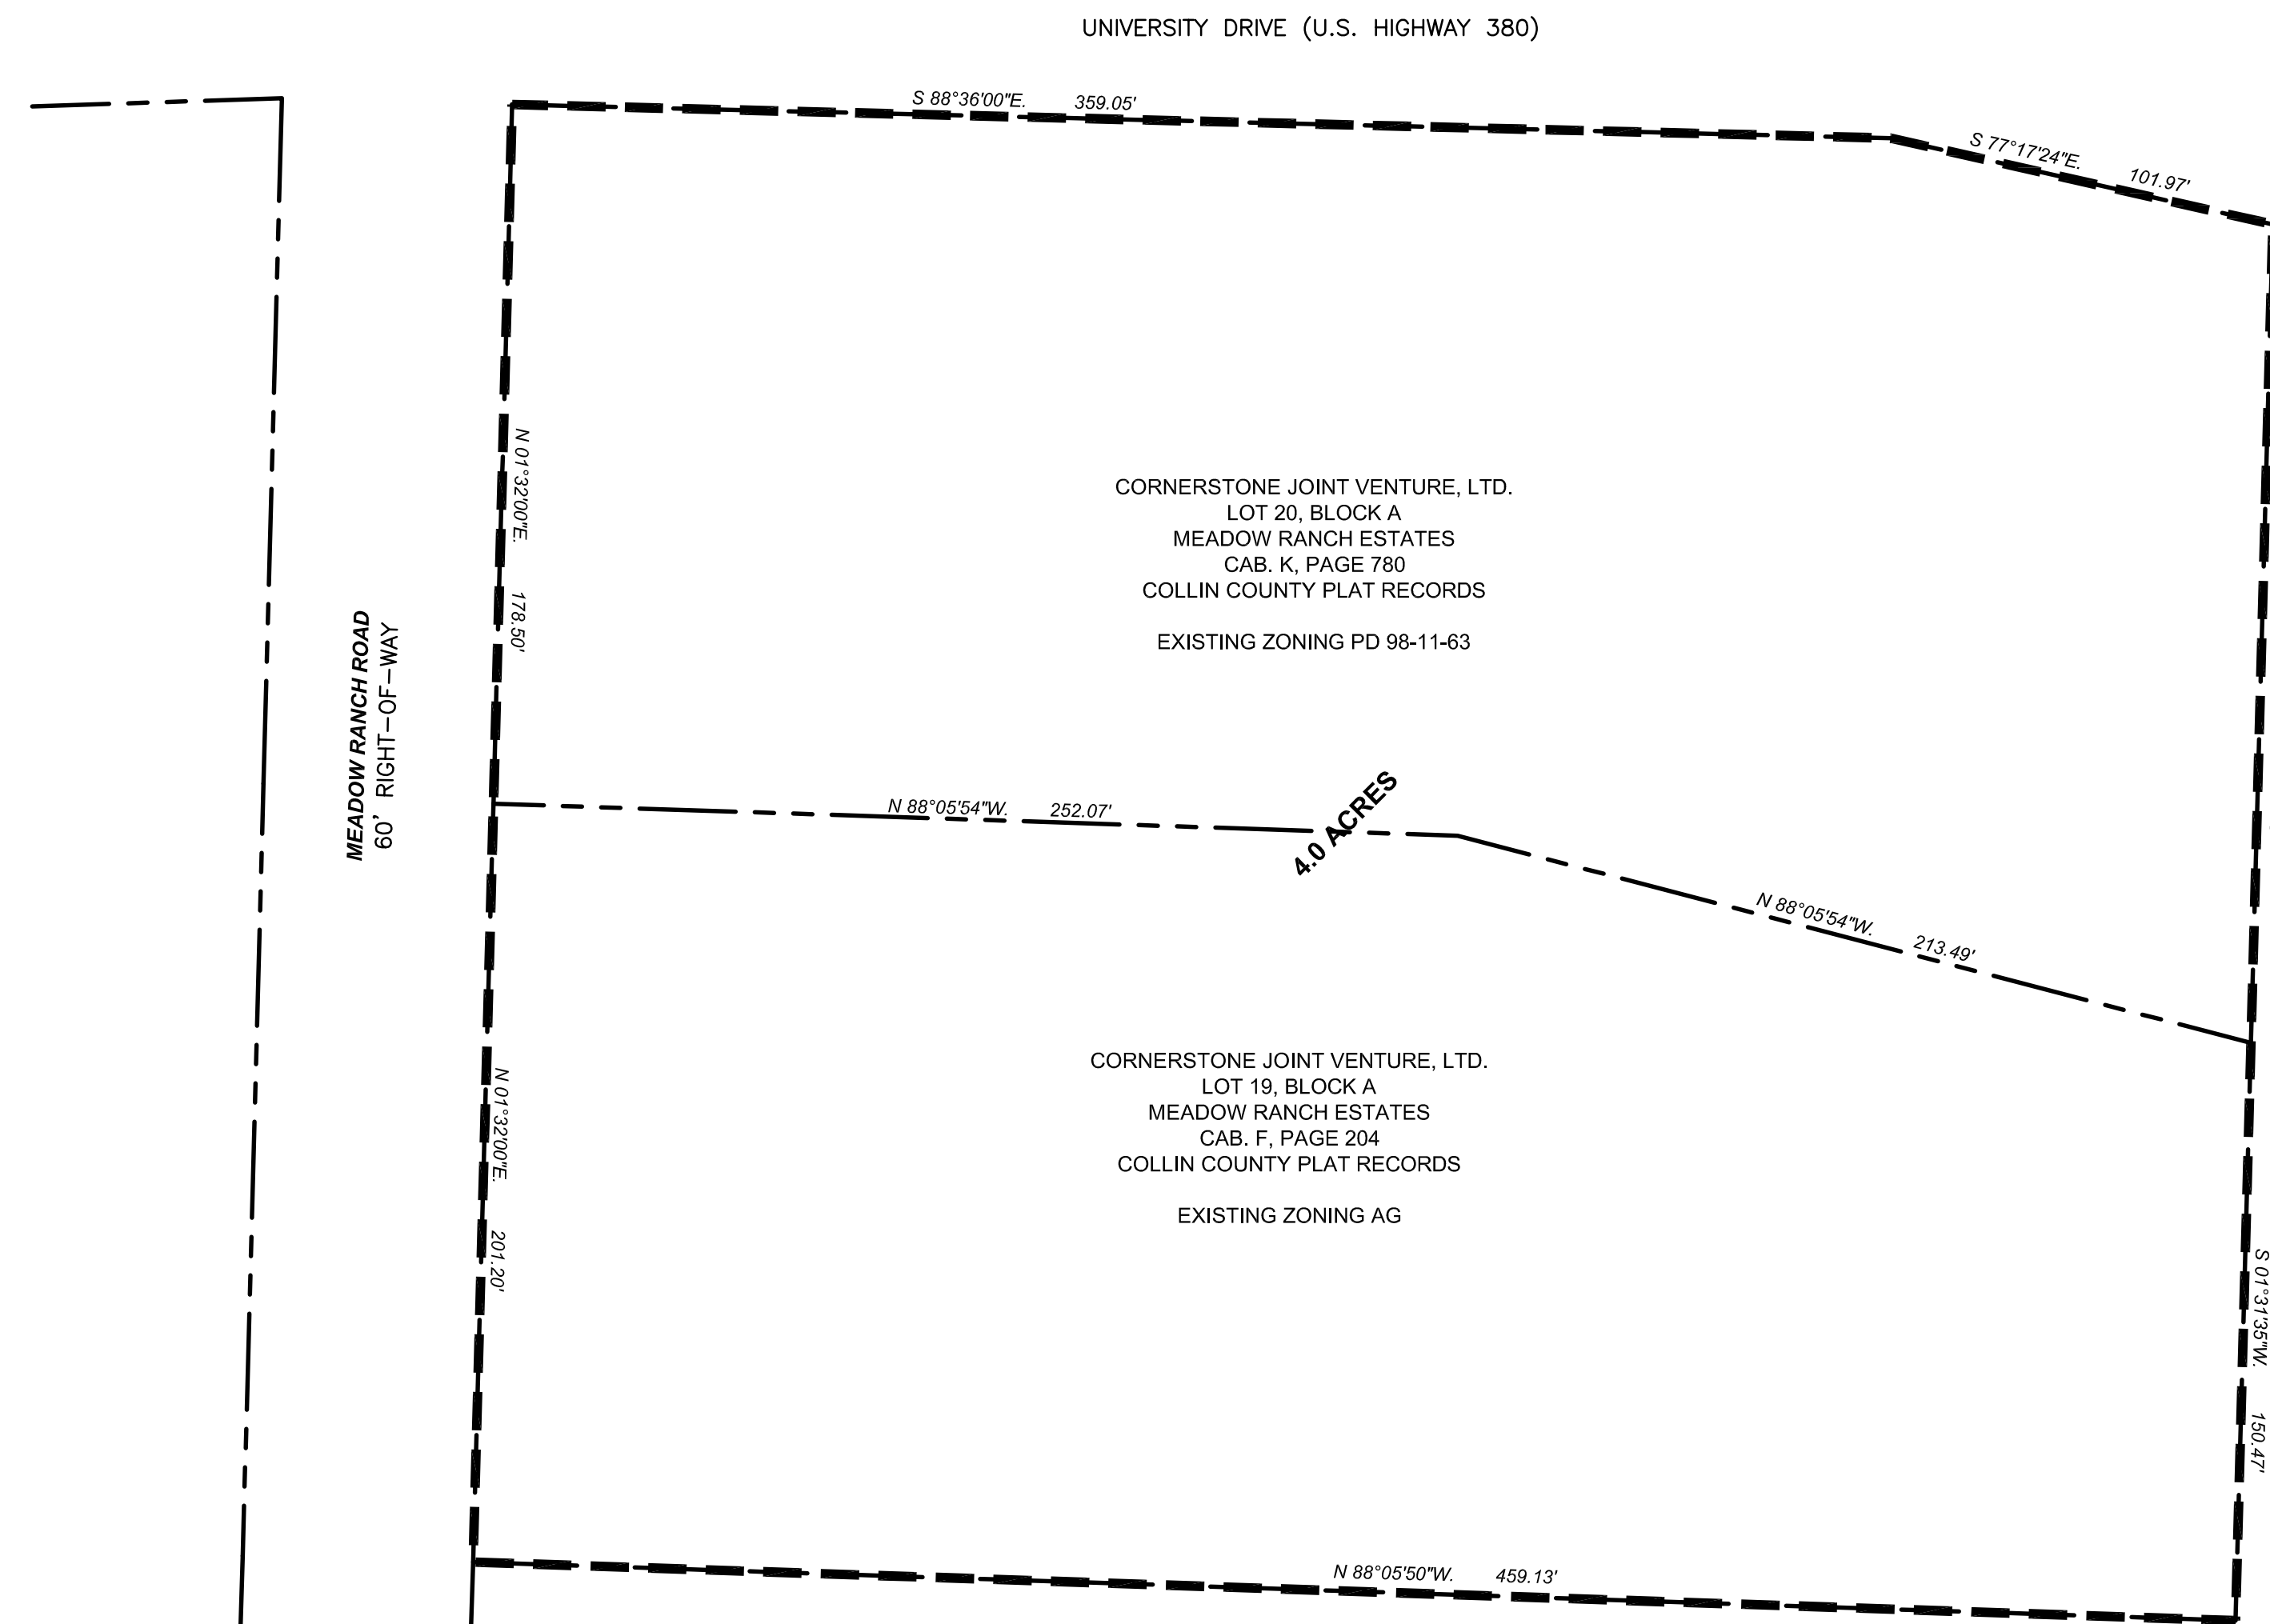 UNIVERSITY DRIVE (U.S. HIGHWAY 380)
S 88°36'00"E. 359.05'
S 77°17'24"E. 101.97'
N 01°32'00"E. 178.50'
CORNERSTONE JOINT VENTURE, LTD.
LOT 20, BLOCK A
MEADOW RANCH ESTATES
CAB. K, PAGE 780
COLLIN COUNTY PLAT RECORDS
EXISTING ZONING PD 98-11-63
MEADOW RANCH ROAD
60' RIGHT-OF-WAY
N 88°05'54"W. 252.07'
4.0 ACRES
N 88°05'54"W. 213.49'
CORNERSTONE JOINT VENTURE, LTD.
LOT 19, BLOCK A
MEADOW RANCH ESTATES
CAB. F, PAGE 204
COLLIN COUNTY PLAT RECORDS
EXISTING ZONING AG
N 01°32'00"E. 201.20'
S 01°31'35"W. 150.47'
N 88°05'50"W. 459.13'